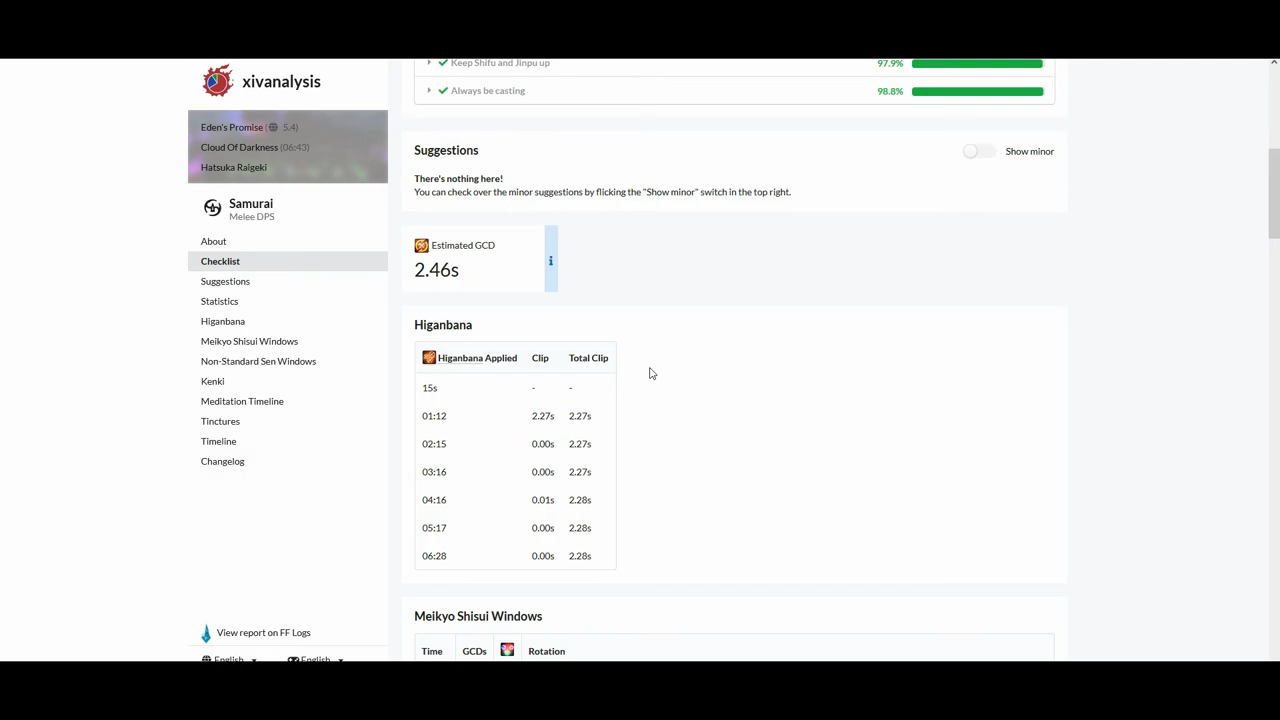 xivanalysis
Eden's Promise ( 5.4)
Cloud Of Darkness (06:43)
Hatsuka Raigeki
Samurai
Melee DPS
About
Checklist
Suggestions
Statistics
Higanbana
Meikyo Shisui Windows
Non-Standard Sen Windows
Kenki
Meditation Timeline
Tinctures
Timeline
Changelog
View report on FF Logs
English English
Keep Shifu and Jinpu up 97.9%
Always be casting 98.8%
Suggestions
Show minor
There's nothing here!
You can check over the minor suggestions by flicking the "Show minor" switch in the top right.
Estimated GCD
2.46s
Higanbana
Higanbana Applied Clip Total Clip
15s - -
01:12 2.27s 2.27s
02:15 0.00s 2.27s
03:16 0.00s 2.27s
04:16 0.01s 2.28s
05:17 0.00s 2.28s
06:28 0.00s 2.28s
Meikyo Shisui Windows
Time GCDs Rotation